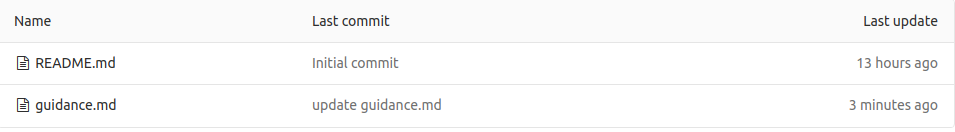 Name Last commit Last update
README.md Initial commit 13 hours ago
guidance.md update guidance.md 3 minutes ago